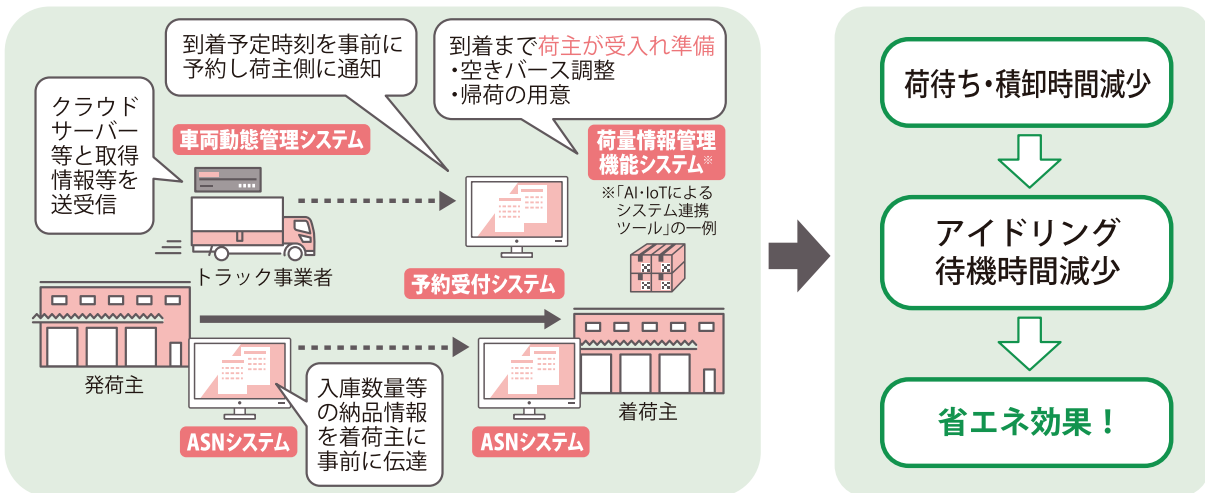 到着予定時刻を事前に
予約し荷主側に通知
到着まで荷主が受入れ準備
・空きバース調整
・帰荷の用意
クラウド
サーバー
等と取得
情報等を
送受信
車両動態管理システム
荷量情報管理
機能システム※
※「AI・IoTによる
システム連携
ツール」の一例
トラック事業者
予約受付システム
発荷主
着荷主
入庫数量等
の納品情報
を着荷主に
事前に伝達
ASNシステム
ASNシステム
荷待ち・積卸時間減少
アイドリング
待機時間減少
省エネ効果！